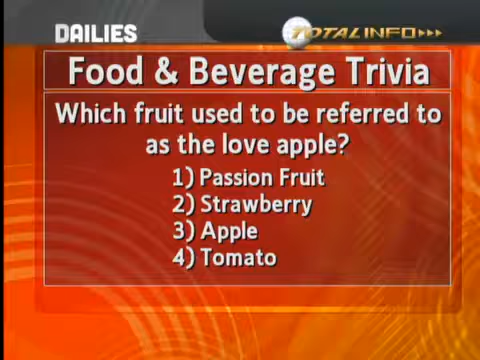 DAILIES
TOTALINFO
Food & Beverage Trivia
Which fruit used to be referred to
as the love apple?
1) Passion Fruit
2) Strawberry
3) Apple
4) Tomato